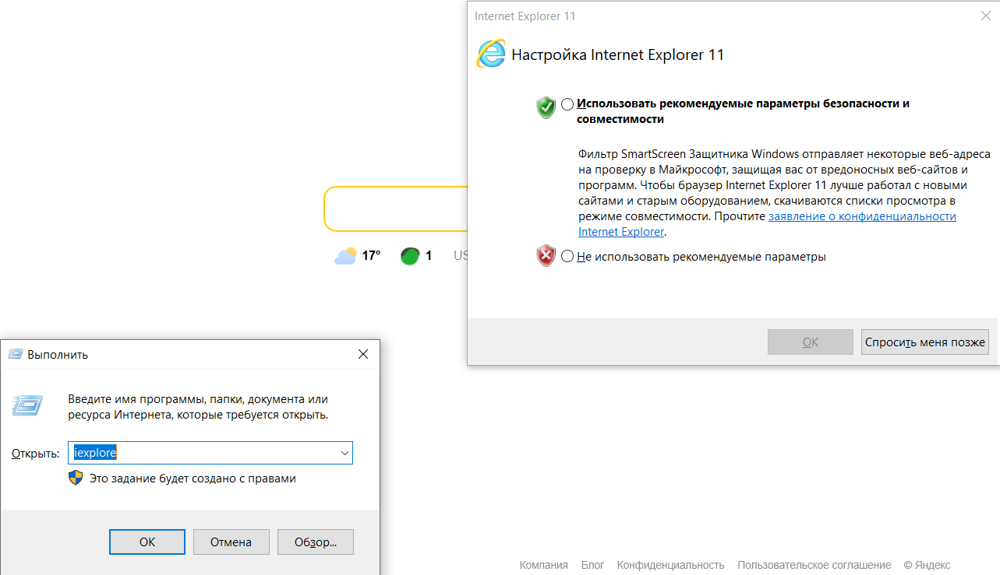 Internet Explorer 11
Настройка Internet Explorer 11
Использовать рекомендуемые параметры безопасности и
совместимости
Фильтр SmartScreen Защитника Windows отправляет некоторые веб-адреса
на проверку в Майкрософт, защищая вас от вредоносных веб-сайтов и
программ. Чтобы браузер Internet Explorer 11 лучше работал с новыми
сайтами и старым оборудованием, скачиваются списки просмотра в
режиме совместимости. Прочтите заявление о конфиденциальности
Internet Explorer.
Не использовать рекомендуемые параметры
OK
Спросить меня позже
17°
1
US
Выполнить
Введите имя программы, папки, документа или
ресурса Интернета, которые требуется открыть.
Открыть:
iexplore
Это задание будет создано с правами
ОК
Отмена
Обзор...
Компания
Блог
Конфиденциальность
Пользовательское соглашение
© Яндекс